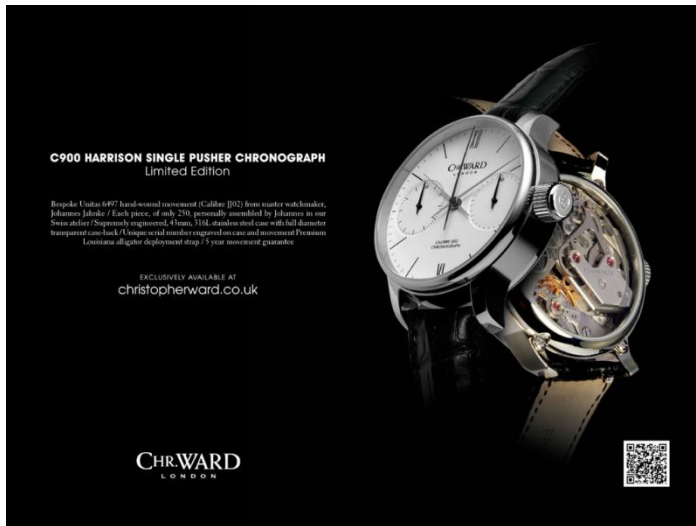 C900 HARRISON SINGLE PUSHER CHRONOGRAPH
Limited Edition
Bespoke Unitas 6497 hand-wound movement (Calibre JJ02) from master watchmaker,
Johannes Jahnke / Each piece, of only 250, personally assembled by Johannes in our
Swiss atelier / Supremely engineered, 43mm, 316L stainless steel case with full diameter
transparent case-back / Unique serial number engraved on case and movement Premium
Louisiana alligator deployment strap / 5 year movement guarantee
EXCLUSIVELY AVAILABLE AT
christopherward.co.uk
CHR.WARD
LONDON
CHR.WARD
LONDON
CHRONOGRAPH